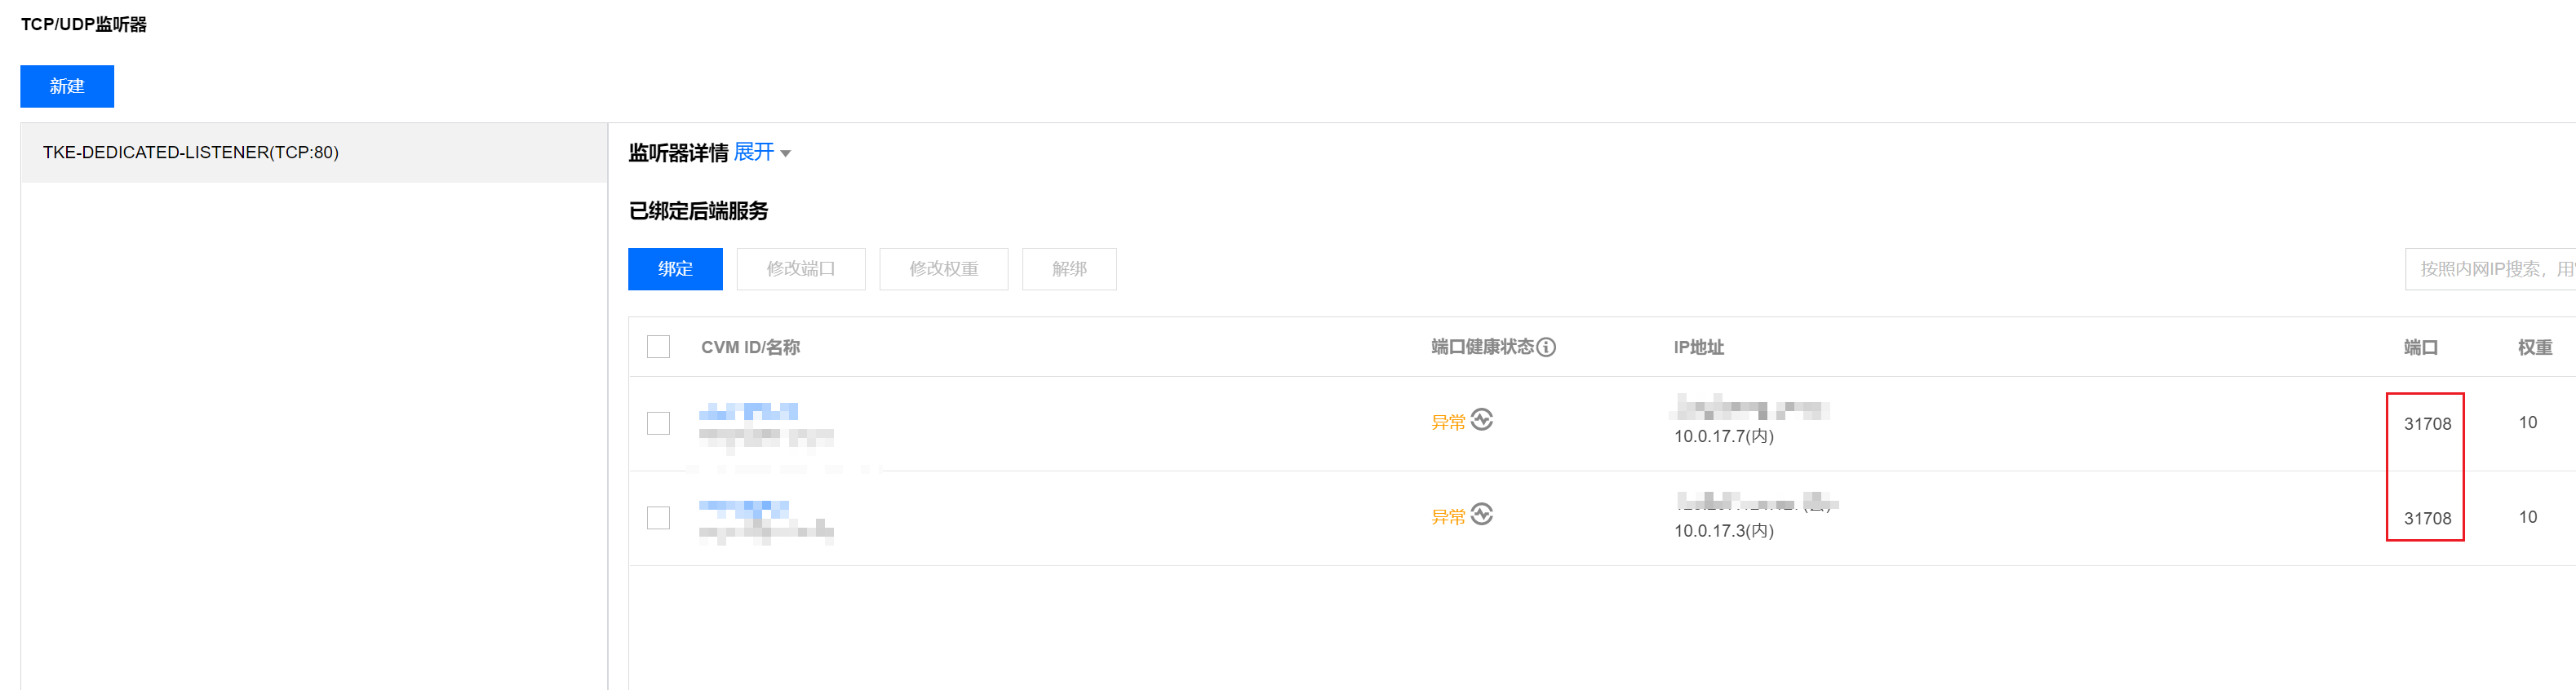 TCP/UDP监听器
新建
TKE-DEDICATED-LISTENER(TCP:80)
监听器详情 展开
已绑定后端服务
绑定 修改端口 修改权重 解绑 按照内网IP搜索，用
CVM ID/名称 端口健康状态 IP地址 端口 权重
异常 10.0.17.7(内) 31708 10
异常 10.0.17.3(内) 31708 10